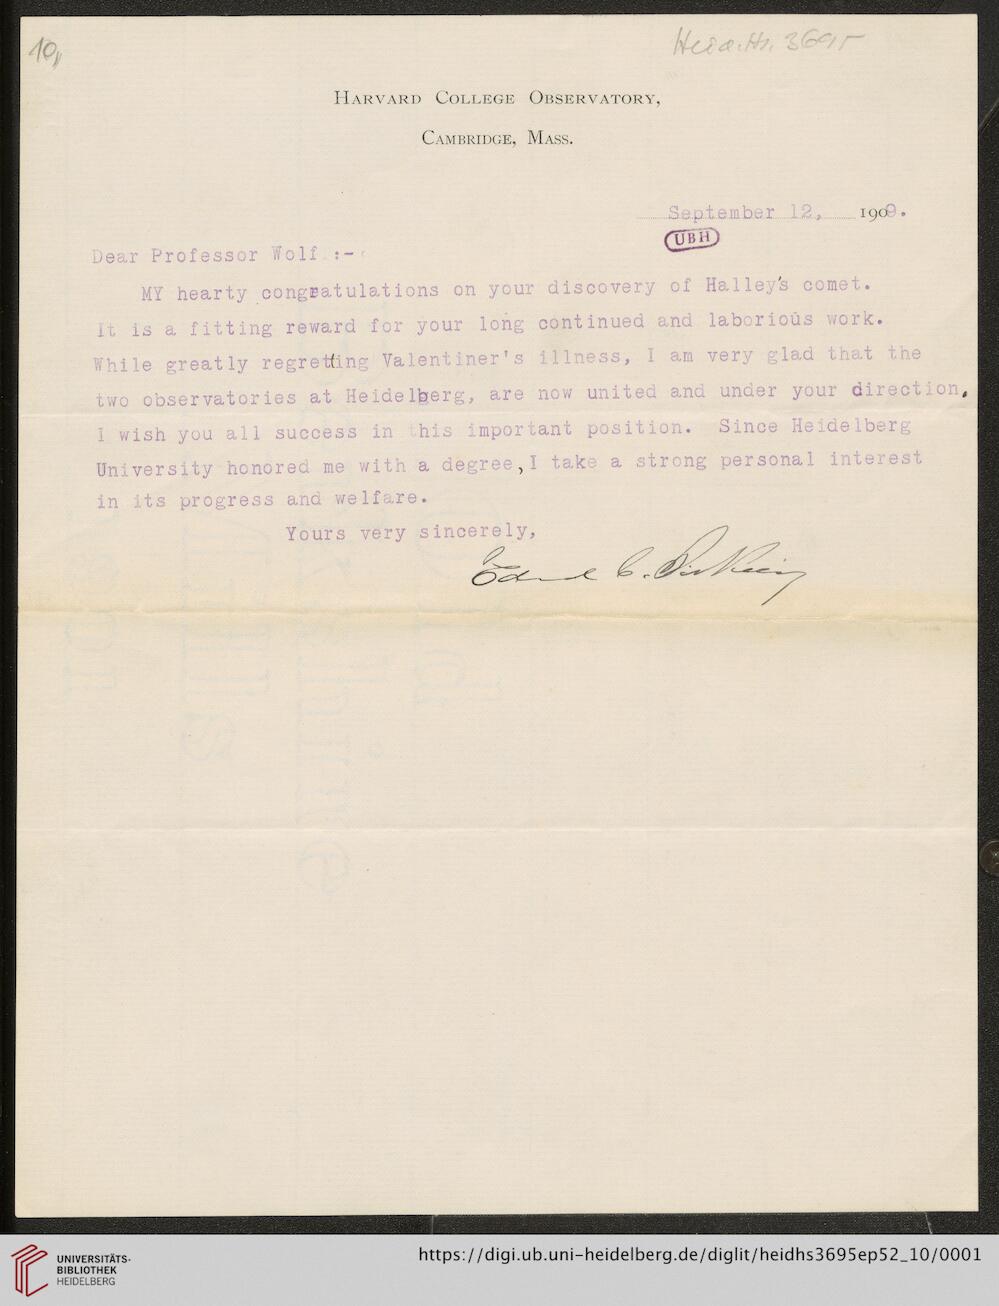 10,
Heid. Hs. 3695
HARVARD COLLEGE OBSERVATORY,
CAMBRIDGE, MASS.
September 12, 1909.
UBH
Dear Professor Wolf :-
MY hearty congratulations on your discovery of Halley's comet.
It is a fitting reward for your long continued and laborious work.
While greatly regretting Valentiner's illness, I am very glad that the
two observatories at Heidelberg, are now united and under your direction,
I wish you all success in this important position. Since Heidelberg
University honored me with a degree, I take a strong personal interest
in its progress and welfare.
Yours very sincerely,
Edward C. Pickering
UNIVERSITÄTS-
BIBLIOTHEK
HEIDELBERG
https://digi.ub.uni-heidelberg.de/diglit/heidhs3695ep52_10/0001